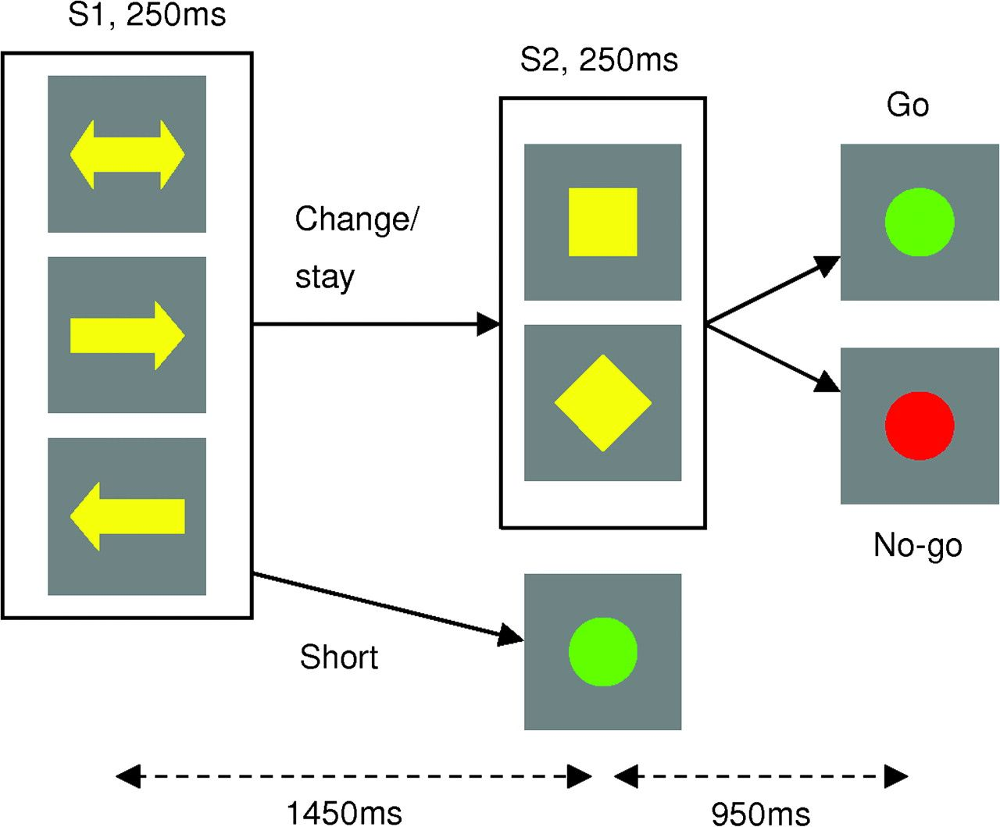 S1, 250ms
S2, 250ms
Go
Change/
stay
No-go
Short
1450ms
950ms